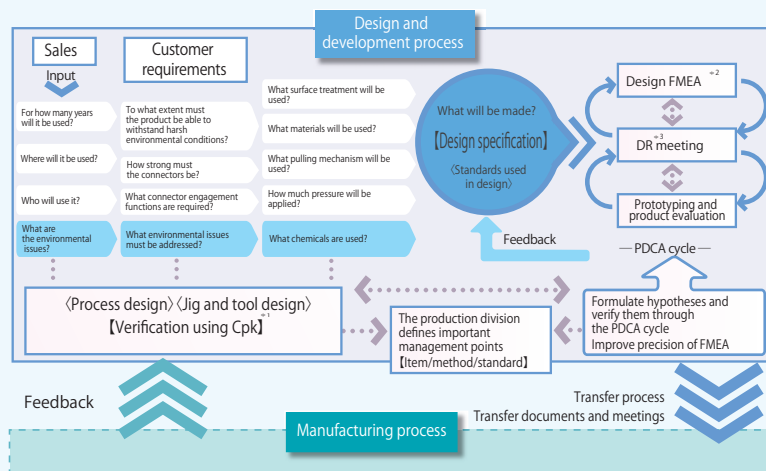 Design and
development process
Sales
Input
Customer
requirements
For how many years
will it be used?
Where will it be used?
Who will use it?
What are
the environmental
issues?
To what extent must
the product be able to
withstand harsh
environmental conditions?
How strong must
the connectors be?
What connector engagement
functions are required?
What environmental issues
must be addressed?
What surface treatment will be
used?
What materials will be used?
What pulling mechanism will be
used?
How much pressure will be
applied?
What chemicals are used?
What will be made?
【Design specification】
〈Standards used
in design〉
Feedback
Design FMEA *2
DR meeting *3
Prototyping and
product evaluation
— PDCA cycle —
〈Process design〉〈Jig and tool design〉
【Verification using Cpk】*1
The production division
defines important
management points
【Item/method/standard】
Formulate hypotheses and
verify them through
the PDCA cycle
Improve precision of FMEA
Feedback
Transfer process
Transfer documents and meetings
Manufacturing process